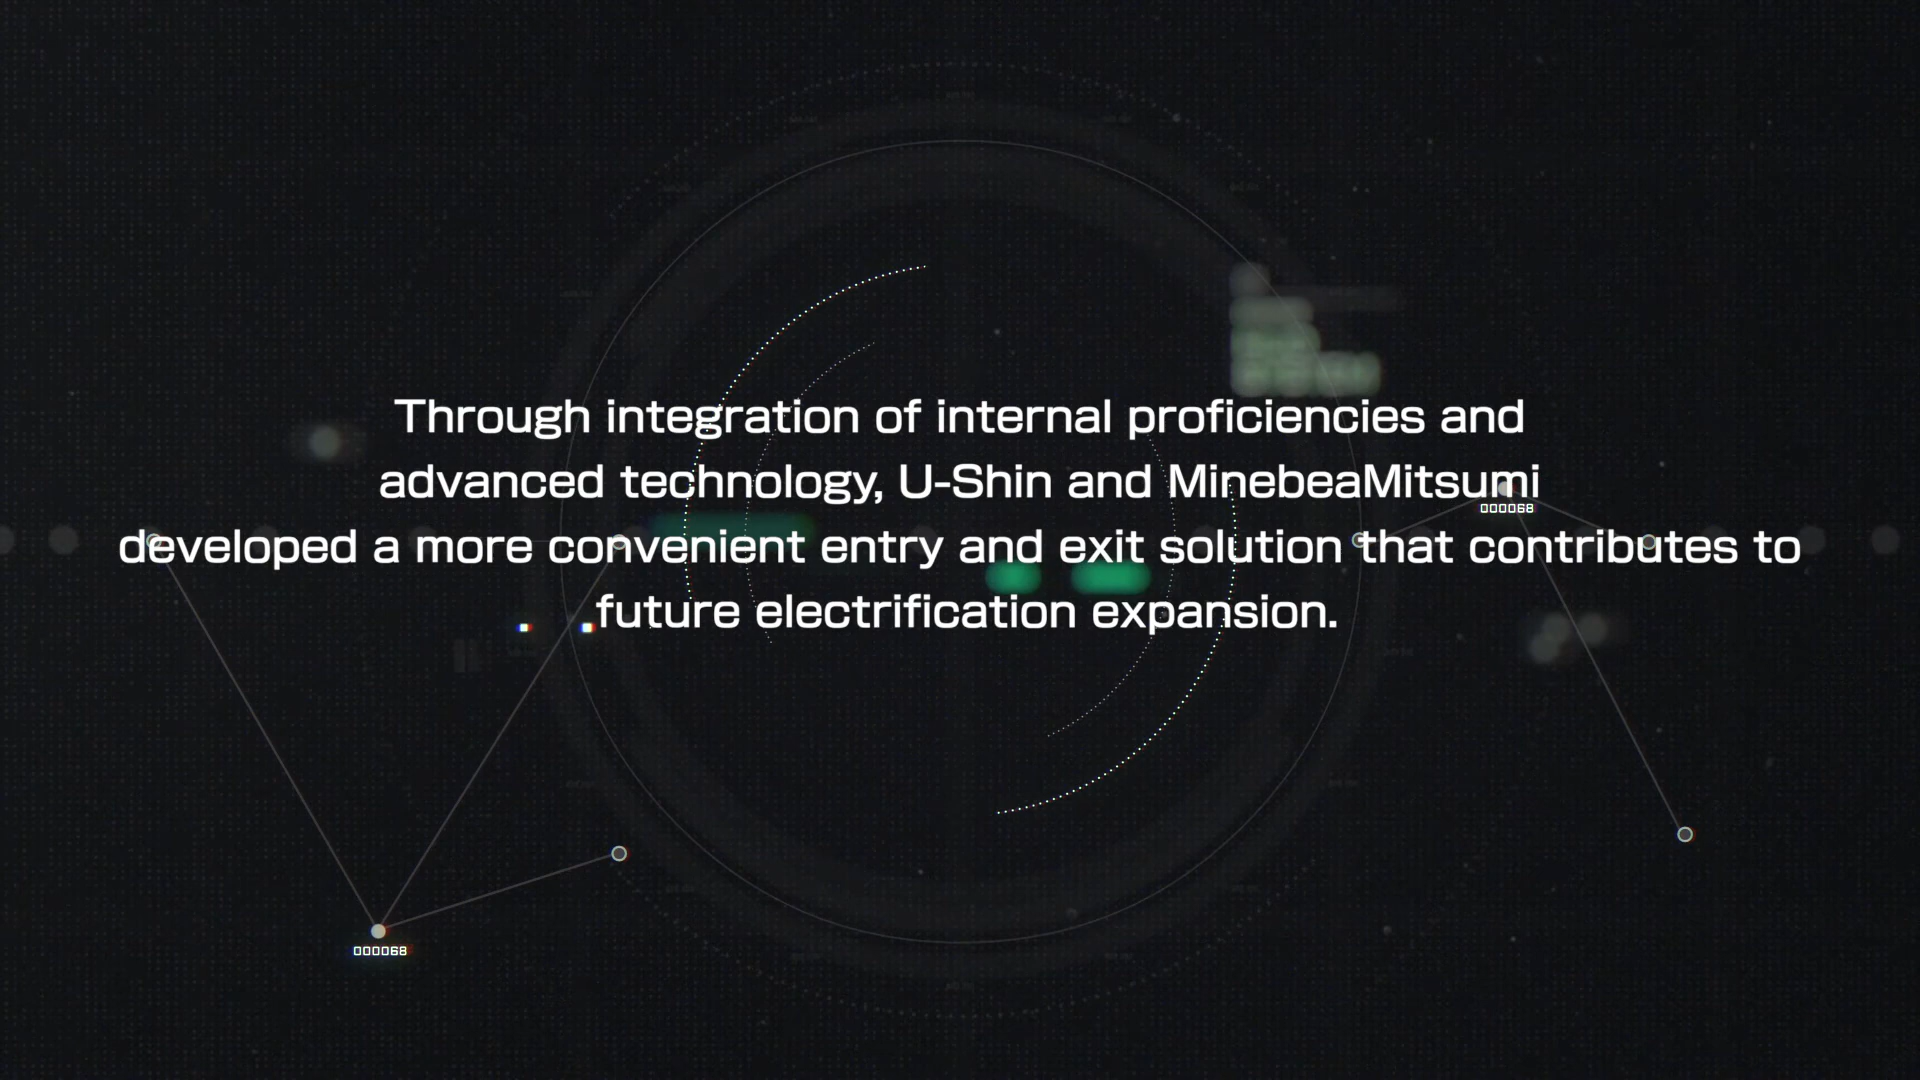 Through integration of internal proficiencies and
advanced technology, U-Shin and MinebeaMitsumi
000068
developed a more convenient entry and exit solution that contributes to
future electrification expansion.
000068